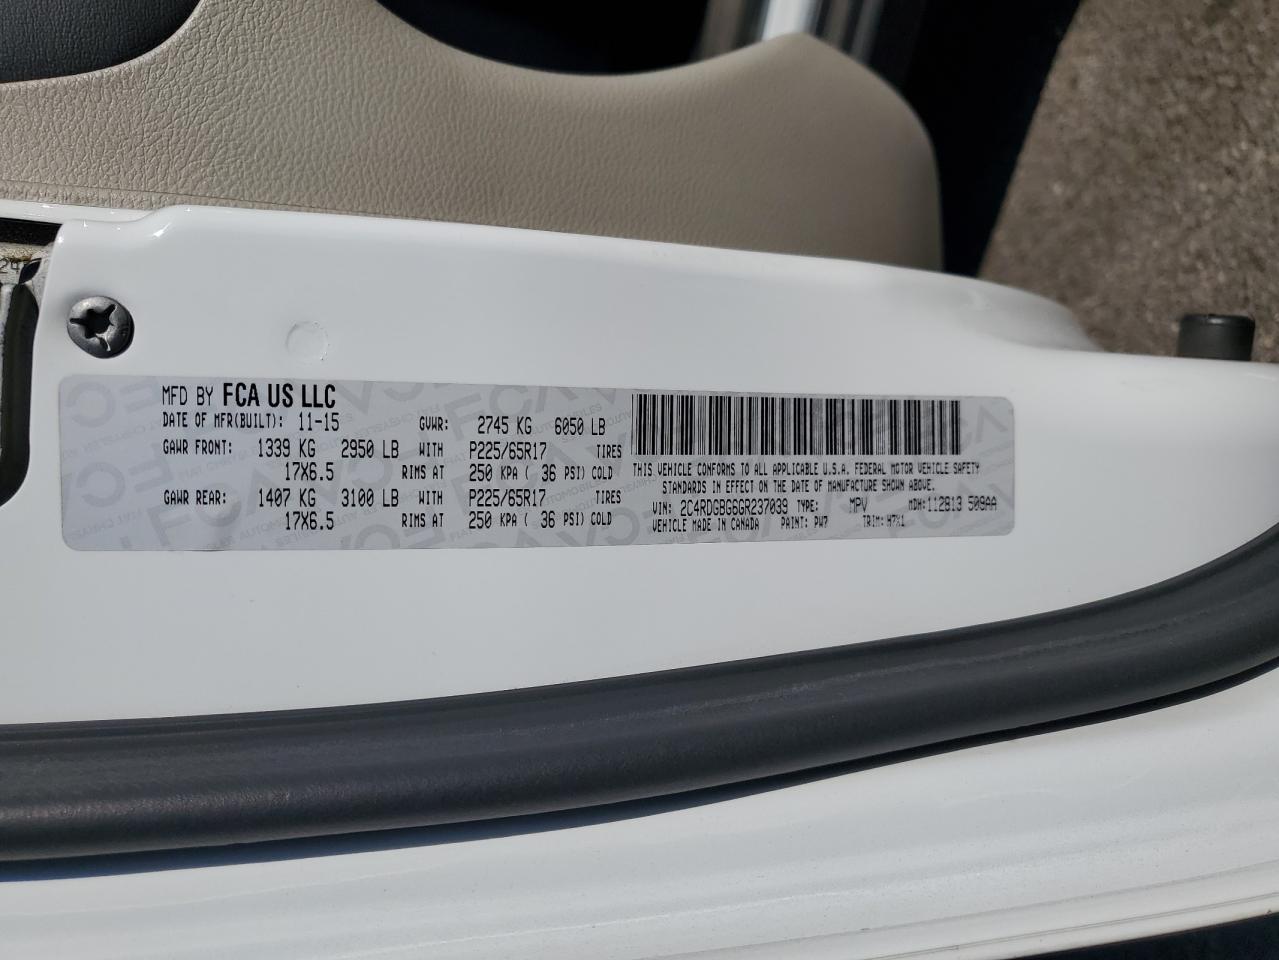 MFD BY FCA US LLC
DATE OF MFR(BUILT): 11-15 GVWR: 2745 KG 6050 LB
GAWR FRONT: 1339 KG 2950 LB WITH P225/65R17 TIRES
17X6.5 RIMS AT 250 KPA ( 36 PSI) COLD
GAWR REAR: 1407 KG 3100 LB WITH P225/65R17 TIRES
17X6.5 RIMS AT 250 KPA ( 36 PSI) COLD
THIS VEHICLE CONFORMS TO ALL APPLICABLE U.S.A. FEDERAL MOTOR VEHICLE SAFETY
STANDARDS IN EFFECT ON THE DATE OF MANUFACTURE SHOWN ABOVE.
VIN: 2C4RDGBG6GR237039 TYPE: MPV MDH: 112813 509AA
VEHICLE MADE IN CANADA PAINT: PW7 TRIM: